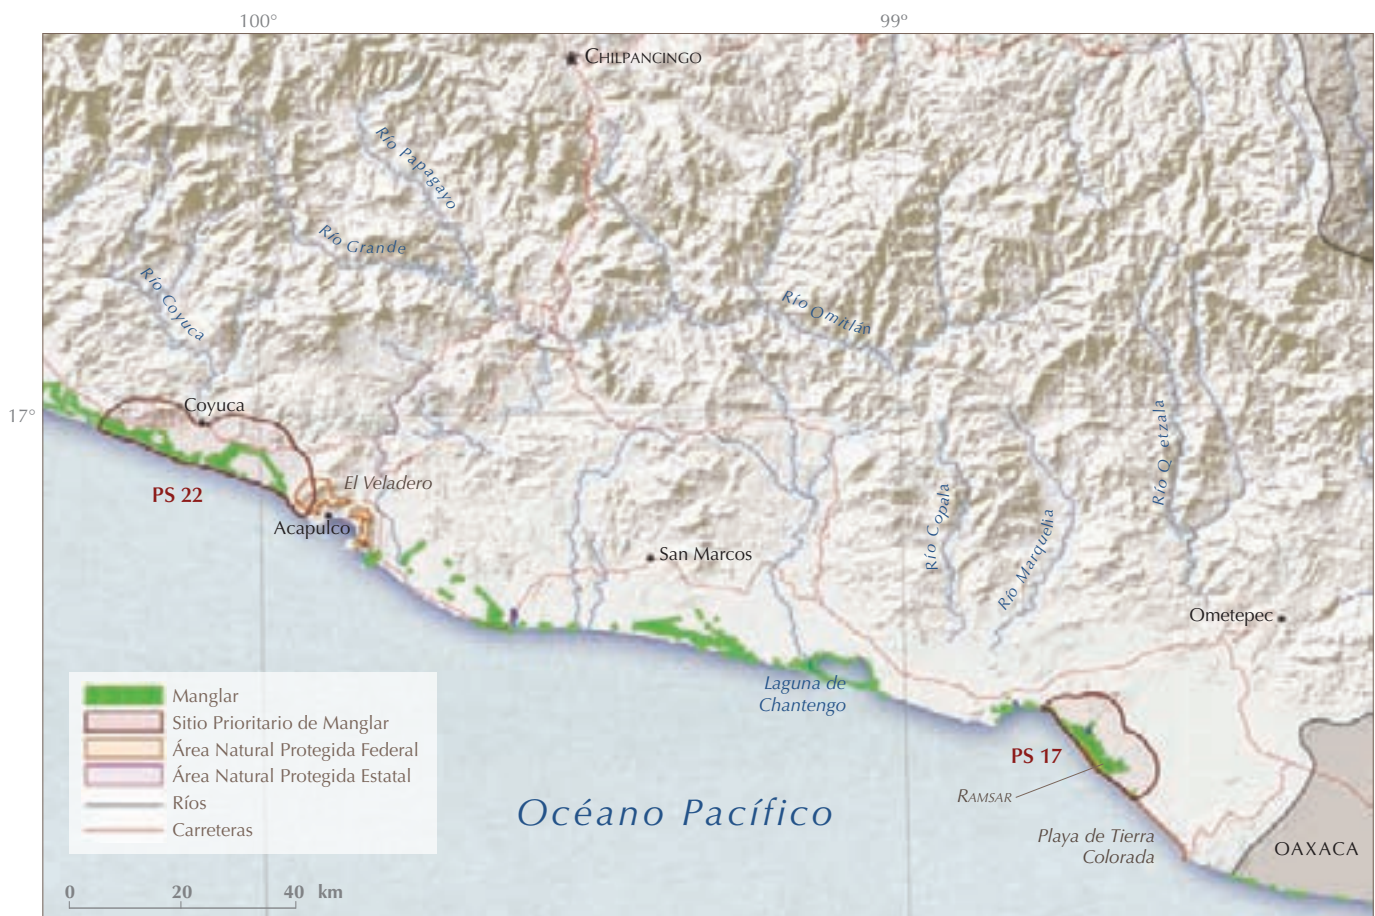 100°
99º
CHILPANCINGO
Río Papagayo
Río Grande
Río Coyuca
Río Omitlán
17°
Coyuca
El Veladero
PS 22
Acapulco
San Marcos
Río Copala
Río Marquelia
Río Q etzala
Ometepec
Laguna de
Chantengo
PS 17
RAMSAR
Playa de Tierra
Colorada
OAXACA
Océano Pacífico
Manglar
Sitio Prioritario de Manglar
Área Natural Protegida Federal
Área Natural Protegida Estatal
Ríos
Carreteras
0 20 40 km